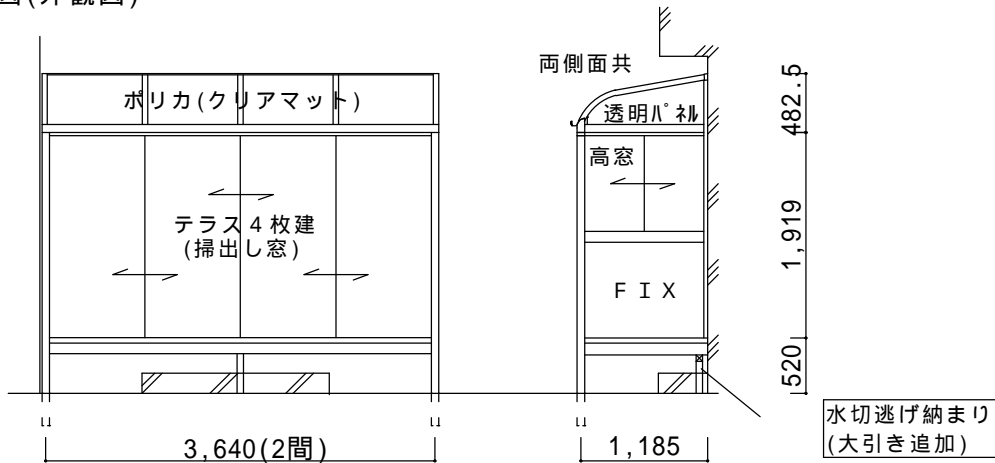 両側面共
ポリカ(クリアマット)
透明パネル
高窓
テラス４枚建
(掃出し窓)
ＦＩＸ
482.5
1,919
520
水切逃げ納まり
(大引き追加)
3,640(2間)
1,185